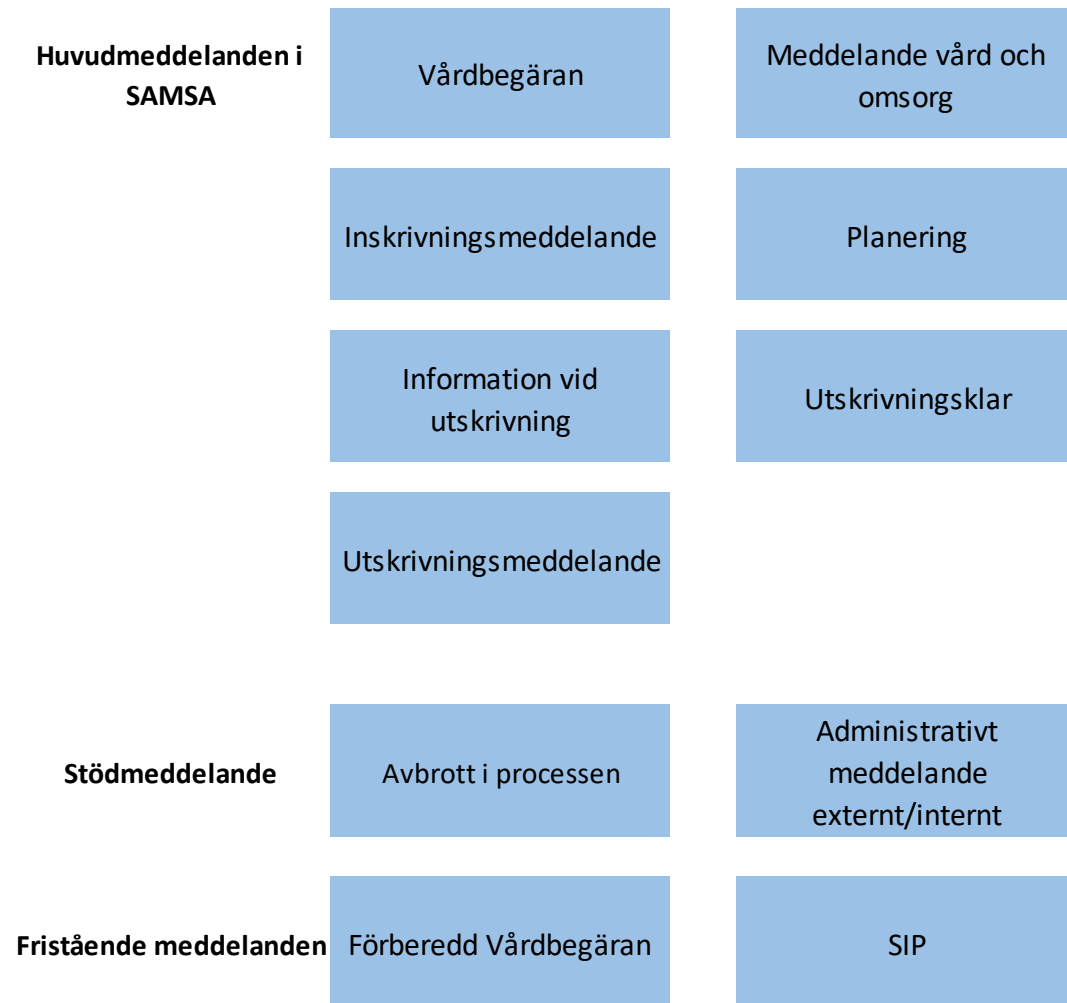 Huvudmeddelanden i
SAMSA
Vårdbegäran
Meddelande vård och
omsorg
Inskrivningsmeddelande
Planering
Information vid
utskrivning
Utskrivningsklar
Utskrivningsmeddelande
Stödmeddelande
Avbrott i processen
Administrativt
meddelande
externt/internt
Fristående meddelanden
Förberedd Vårdbegäran
SIP